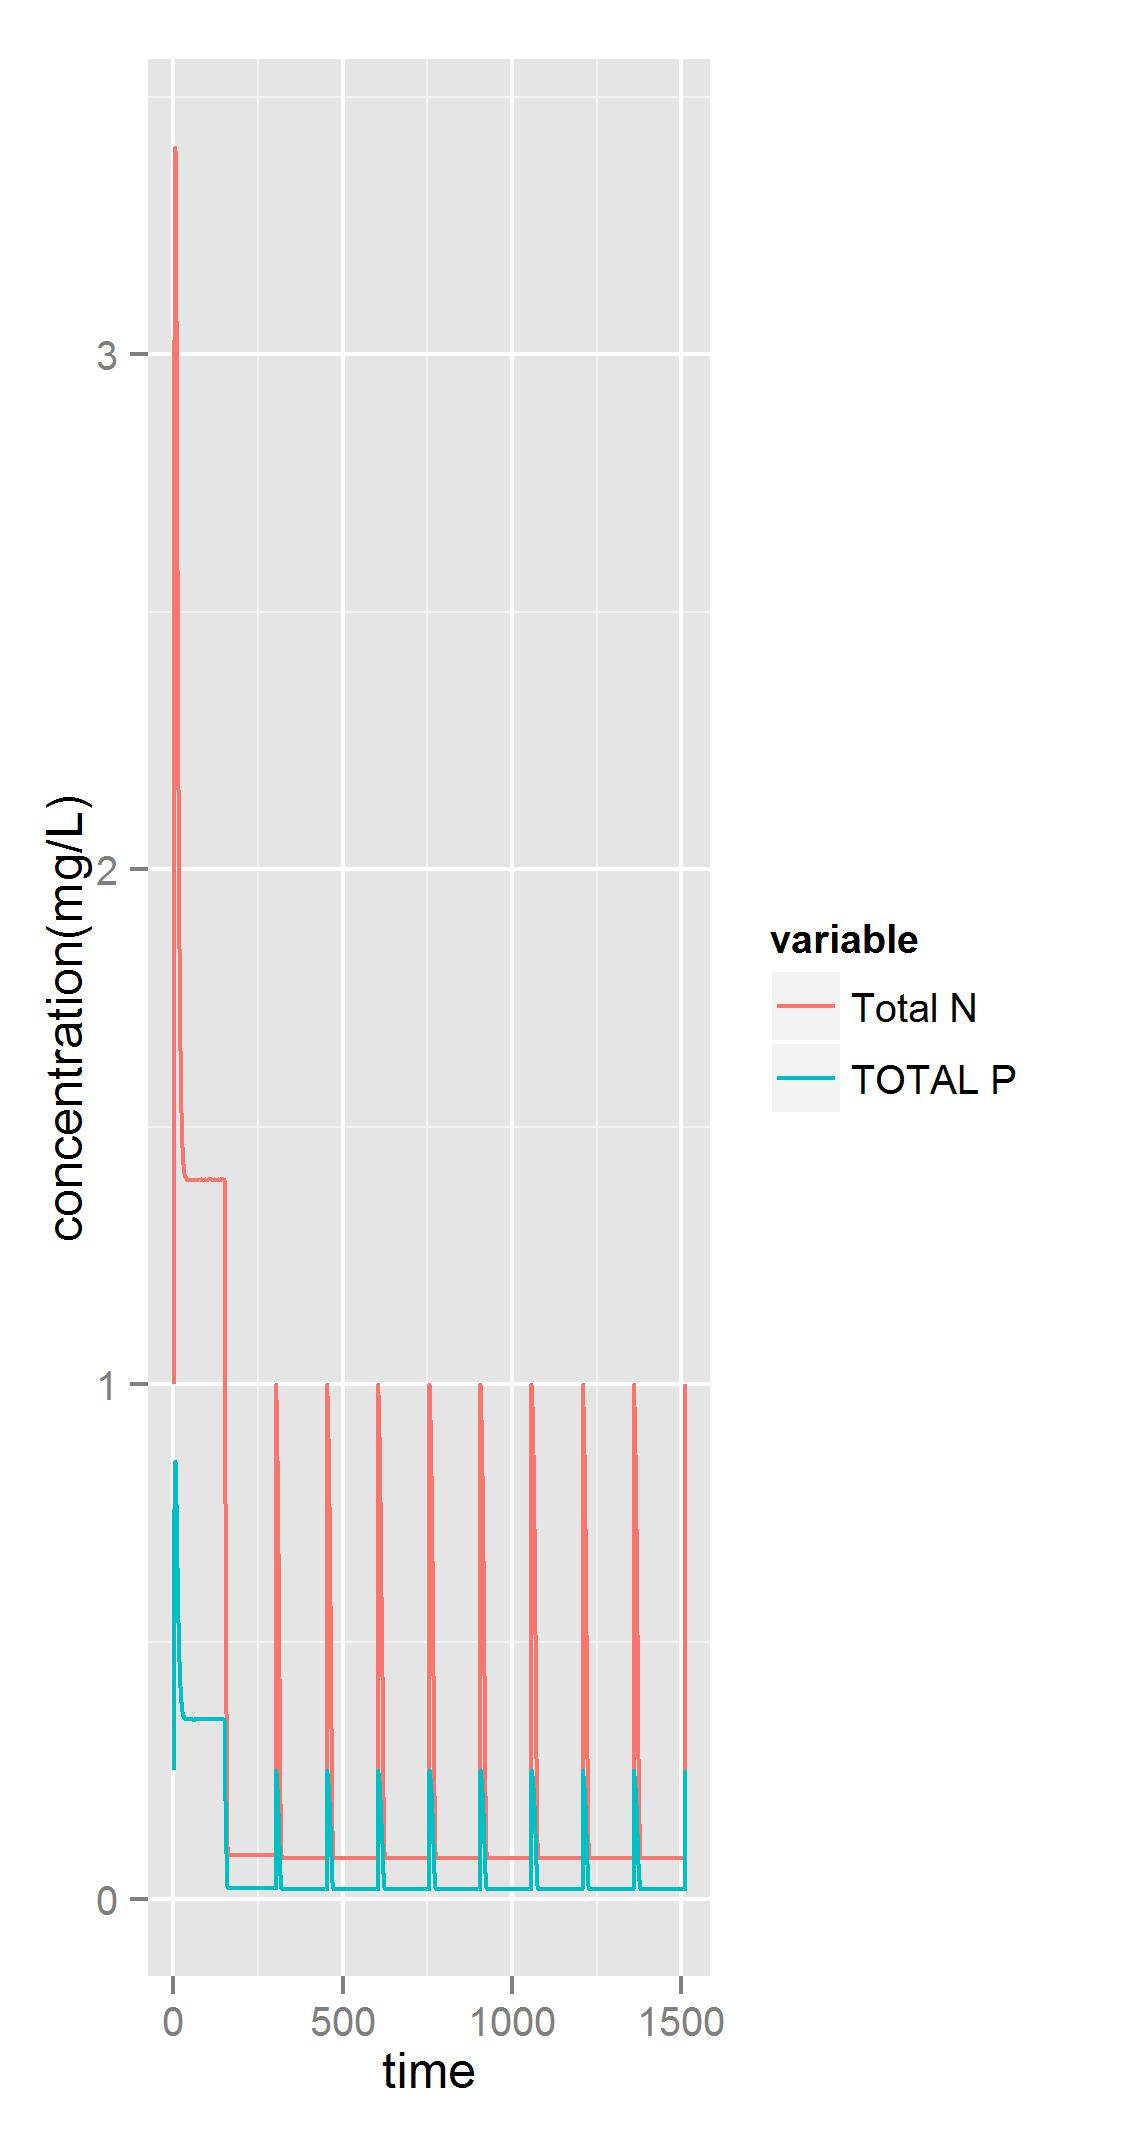 3
2
1
0
concentration(mg/L)
0 500 1000 1500
time
variable
Total N
TOTAL P